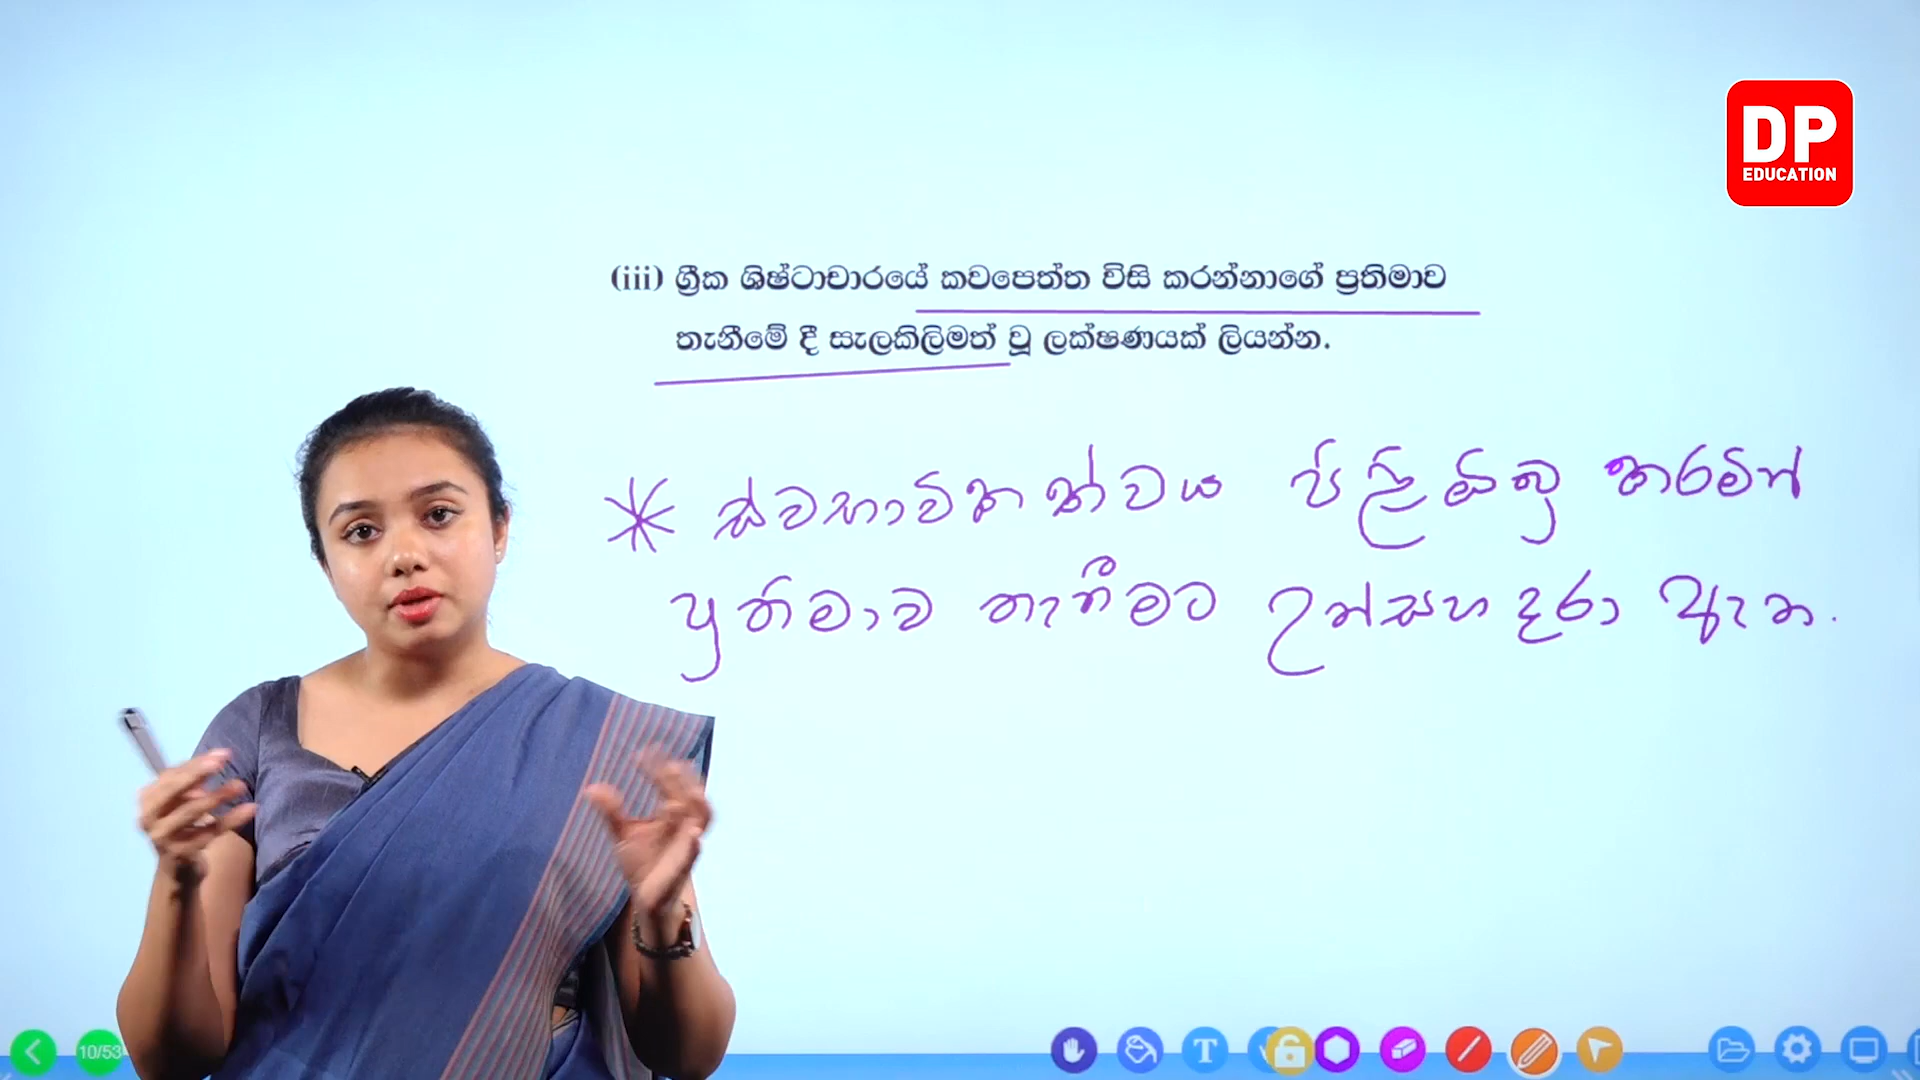 DP
EDUCATION
(iii) ග්‍රීක ශිෂ්ටාචාරයේ කවපෙත්ත විසි කරන්නාගේ ප්‍රතිමාව
තැනීමේ දී සැලකිලිමත් වූ ලක්ෂණයක් ලියන්න.
* ස්වභාවිකත්වය පිළිබිඹු කරමින්
ප්‍රතිමාව තැනීමට උත්සහ දරා ඇත.
10/53
T